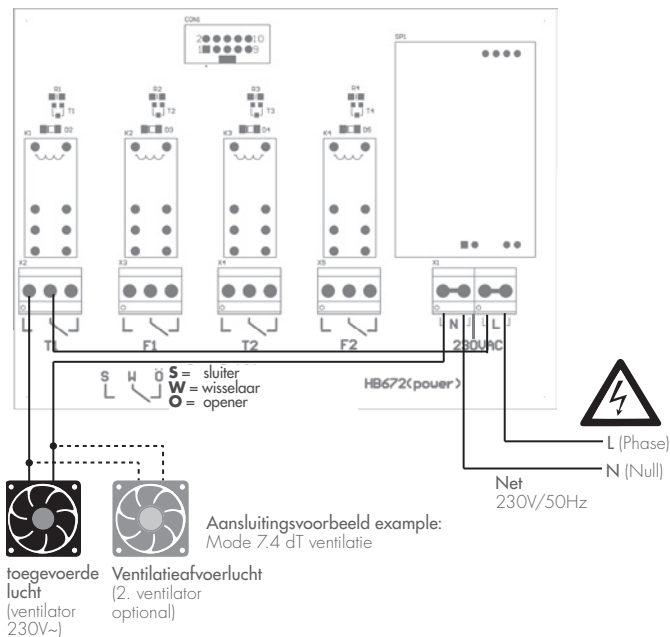 CON1
2 10
1 9
SP1
R1 R2 R3 R4
T1 T2 T3 T4
K1 D2 K2 D3 K3 D4 K4 D5
X2 X3 X4 X5 X1
N L
T1 F1 T2 F2 230VAC
S W Ö
S = sluiter
W = wisselaar
O = opener
HB672(power)
L (Phase)
N (Null)
Net
230V/50Hz
Aansluitingsvoorbeeld example:
Mode 7.4 dT ventilatie
toegevoerde
lucht
(ventilator
230V~)
Ventilatieafvoerlucht
(2. ventilator
optional)